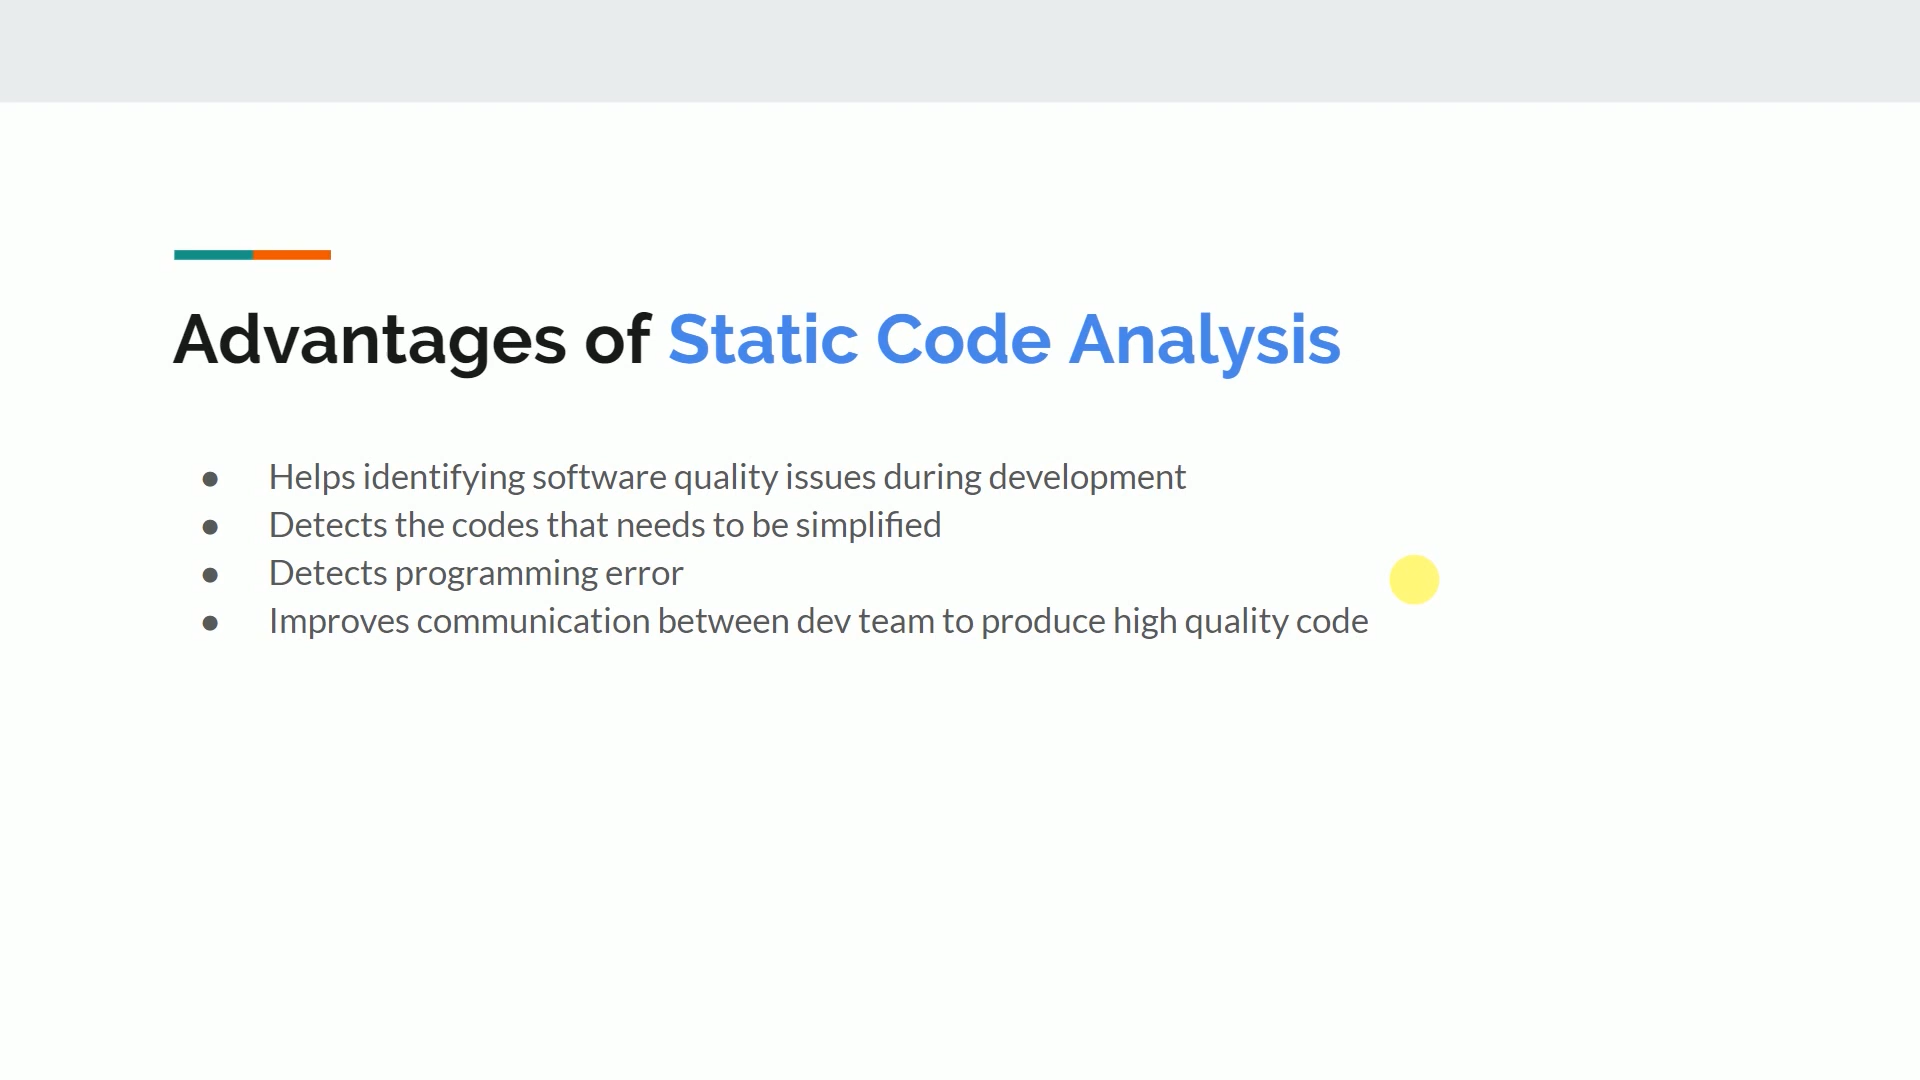 Advantages of Static Code Analysis
● Helps identifying software quality issues during development
● Detects the codes that needs to be simplified
● Detects programming error
● Improves communication between dev team to produce high quality code